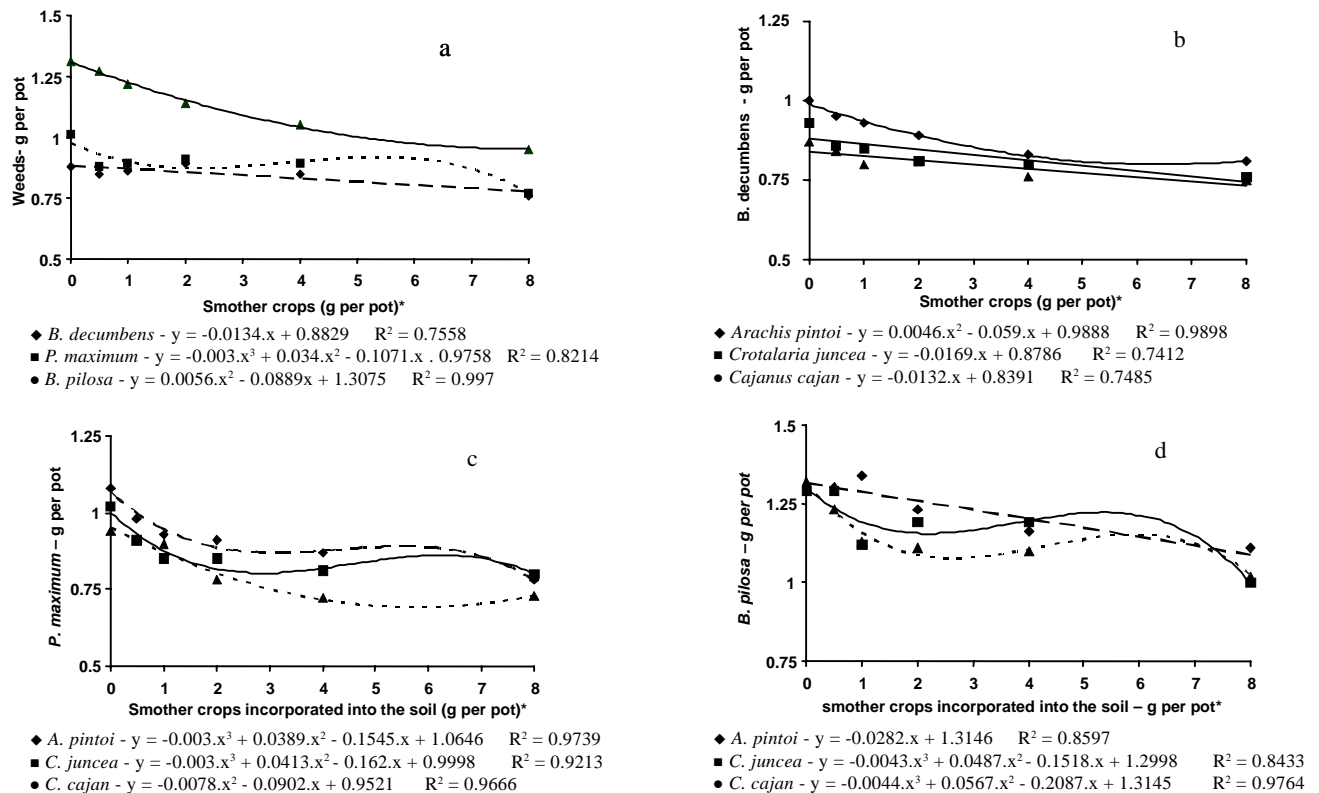 a
1.5
1.25
1
0.75
0.5
Weeds- g per pot
0 1 2 3 4 5 6 7 8
Smother crops (g per pot)*
◆ B. decumbens - y = -0.0134.x + 0.8829 R² = 0.7558
■ P. maximum - y = -0.003.x³ + 0.034.x² - 0.1071.x . 0.9758 R² = 0.8214
● B. pilosa - y = 0.0056.x² - 0.0889x + 1.3075 R² = 0.997
b
1.25
1
0.75
0.5
B. decumbens - g per pot
0 1 2 3 4 5 6 7 8
Smother crops (g per pot)*
◆ Arachis pintoi - y = 0.0046.x² - 0.059.x + 0.9888 R² = 0.9898
■ Crotalaria juncea - y = -0.0169.x + 0.8786 R² = 0.7412
● Cajanus cajan - y = -0.0132.x + 0.8391 R² = 0.7485
c
1.25
1
0.75
0.5
P. maximum – g per pot
0 1 2 3 4 5 6 7 8
Smother crops incorporated into the soil (g per pot)*
◆ A. pintoi - y = -0.003.x³ + 0.0389.x² - 0.1545.x + 1.0646 R² = 0.9739
■ C. juncea - y = -0.003.x³ + 0.0413.x² - 0.162.x + 0.9998 R² = 0.9213
● C. cajan - y = -0.0078.x² - 0.0902.x + 0.9521 R² = 0.9666
d
1.5
1.25
1
0.75
B. pilosa – g per pot
0 1 2 3 4 5 6 7 8
smother crops incorporated into the soil – g per pot*
◆ A. pintoi - y = -0.0282.x + 1.3146 R² = 0.8597
■ C. juncea - y = -0.0043.x³ + 0.0487.x² - 0.1518.x + 1.2998 R² = 0.8433
● C. cajan - y = -0.0044.x³ + 0.0567.x² - 0.2087.x + 1.3145 R² = 0.9764